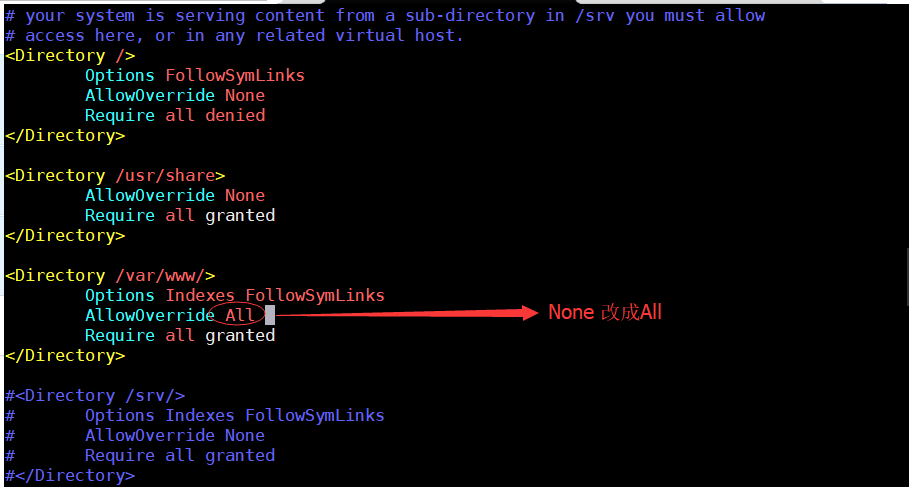 # your system is serving content from a sub-directory in /srv you must allow
# access here, or in any related virtual host.
<Directory />
        Options FollowSymLinks
        AllowOverride None
        Require all denied
</Directory>

<Directory /usr/share>
        AllowOverride None
        Require all granted
</Directory>

<Directory /var/www/>
        Options Indexes FollowSymLinks
        AllowOverride All None 改成All
        Require all granted
</Directory>

#<Directory /srv/>
#       Options Indexes FollowSymLinks
#       AllowOverride None
#       Require all granted
#</Directory>